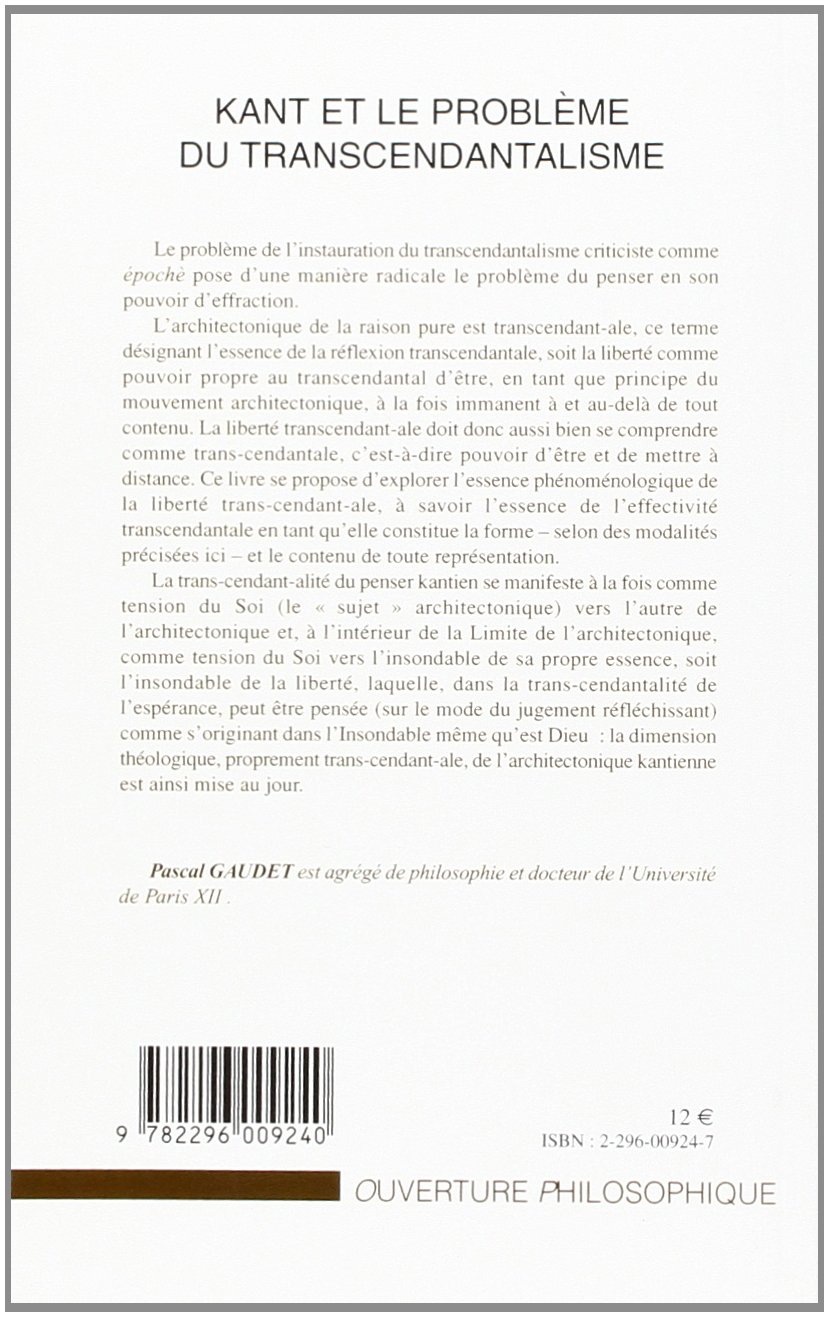 KANT ET LE PROBLÈME
DU TRANSCENDANTALISME
Le problème de l'instauration du transcendantalisme criticiste comme
épochè pose d'une manière radicale le problème du penser en son
pouvoir d'effraction.
L'architectonique de la raison pure est transcendant-ale, ce terme
désignant l'essence de la réflexion transcendantale, soit la liberté comme
pouvoir propre au transcendantal d'être, en tant que principe du
mouvement architectonique, à la fois immanent à et au-delà de tout
contenu. La liberté transcendant-ale doit donc aussi bien se comprendre
comme trans-cendantale, c'est-à-dire pouvoir d'être et de mettre à
distance. Ce livre se propose d'explorer l'essence phénoménologique de
la liberté trans-cendant-ale, à savoir l'essence de l'effectivité
transcendantale en tant qu'elle constitue la forme – selon des modalités
précisées ici – et le contenu de toute représentation.
La trans-cendant-alité du penser kantien se manifeste à la fois comme
tension du Soi (le « sujet » architectonique) vers l'autre de
l'architectonique et, à l'intérieur de la Limite de l'architectonique,
comme tension du Soi vers l'insondable de sa propre essence, soit
l'insondable de la liberté, laquelle, dans la trans-cendantalité de
l'espérance, peut être pensée (sur le mode du jugement réfléchissant)
comme s'originant dans l'Insondable même qu'est Dieu : la dimension
théologique, proprement trans-cendant-ale, de l'architectonique kantienne
est ainsi mise au jour.
Pascal GAUDET est agrégé de philosophie et docteur de l'Université
de Paris XII .
9 782296 009240
12 €
ISBN : 2-296-00924-7
OUVERTURE PHILOSOPHIQUE